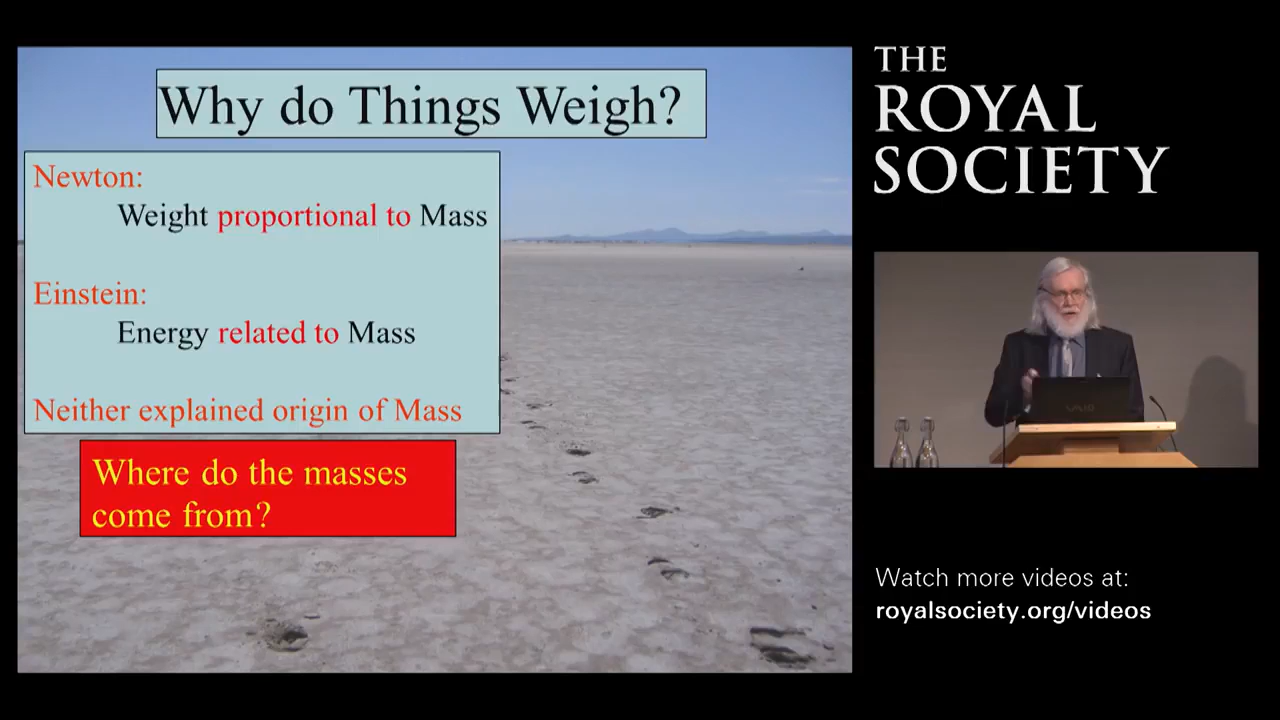 Why do Things Weigh?
Newton:
Weight proportional to Mass
Einstein:
Energy related to Mass
Neither explained origin of Mass
Where do the masses
come from?
THE
ROYAL
SOCIETY
VAIO
Watch more videos at:
royalsociety.org/videos